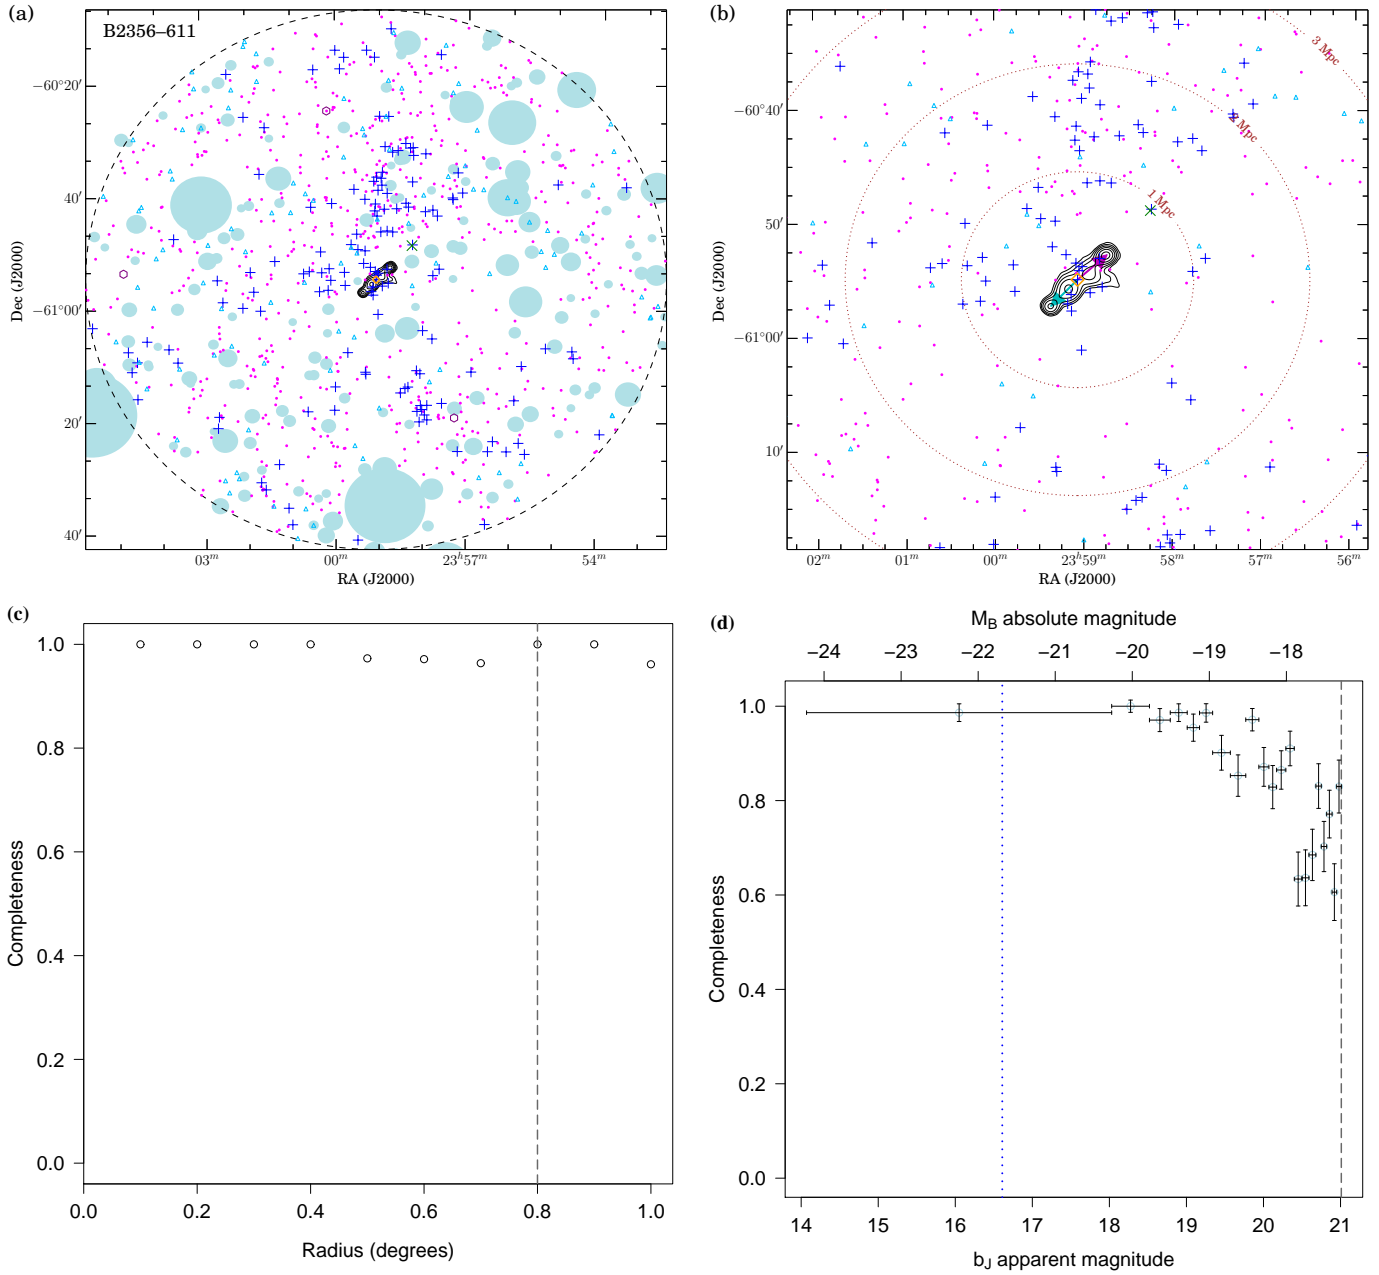 (a)
B2356–611
−60°20′
40′
−61°00′
20′
40′
03ᵐ
00ᵐ
23ʰ57ᵐ
54ᵐ
RA (J2000)
Dec (J2000)
(b)
3 Mpc
2 Mpc
1 Mpc
−60°40′
50′
−61°00′
10′
02ᵐ
01ᵐ
00ᵐ
23ʰ59ᵐ
58ᵐ
57ᵐ
56ᵐ
RA (J2000)
Dec (J2000)
(c)
1.0
0.8
0.6
0.4
0.2
0.0
0.0
0.2
0.4
0.6
0.8
1.0
Completeness
Radius (degrees)
(d)
M_B absolute magnitude
−24
−23
−22
−21
−20
−19
−18
1.0
0.8
0.6
0.4
0.2
0.0
14
15
16
17
18
19
20
21
Completeness
b_J apparent magnitude